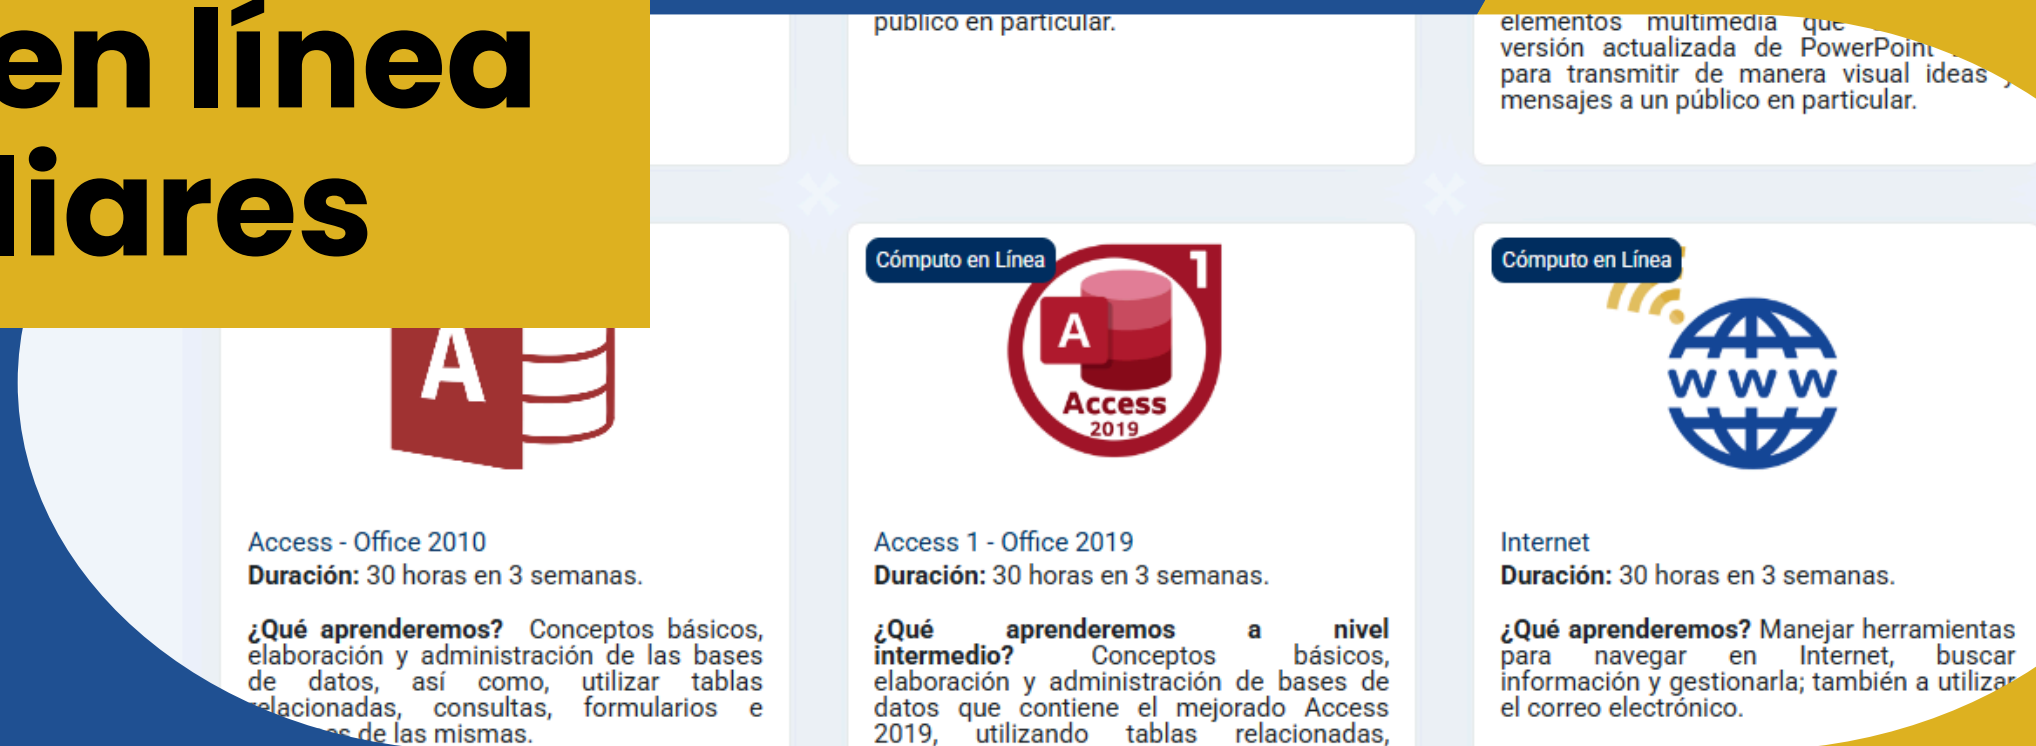 en línea
liares
público en particular.
elementos multimedia que
versión actualizada de PowerPoint
para transmitir de manera visual ideas y
mensajes a un público en particular.
A
Access - Office 2010
Duración: 30 horas en 3 semanas.
¿Qué aprenderemos? Conceptos básicos,
elaboración y administración de las bases
de datos, así como, utilizar tablas
relacionadas, consultas, formularios e
de las mismas.
Cómputo en Línea
1
A
Access
2019
Access 1 - Office 2019
Duración: 30 horas en 3 semanas.
¿Qué aprenderemos a nivel
intermedio? Conceptos básicos,
elaboración y administración de bases de
datos que contiene el mejorado Access
2019, utilizando tablas relacionadas,
Cómputo en Línea
WWW
Internet
Duración: 30 horas en 3 semanas.
¿Qué aprenderemos? Manejar herramientas
para navegar en Internet, buscar
información y gestionarla; también a utilizar
el correo electrónico.